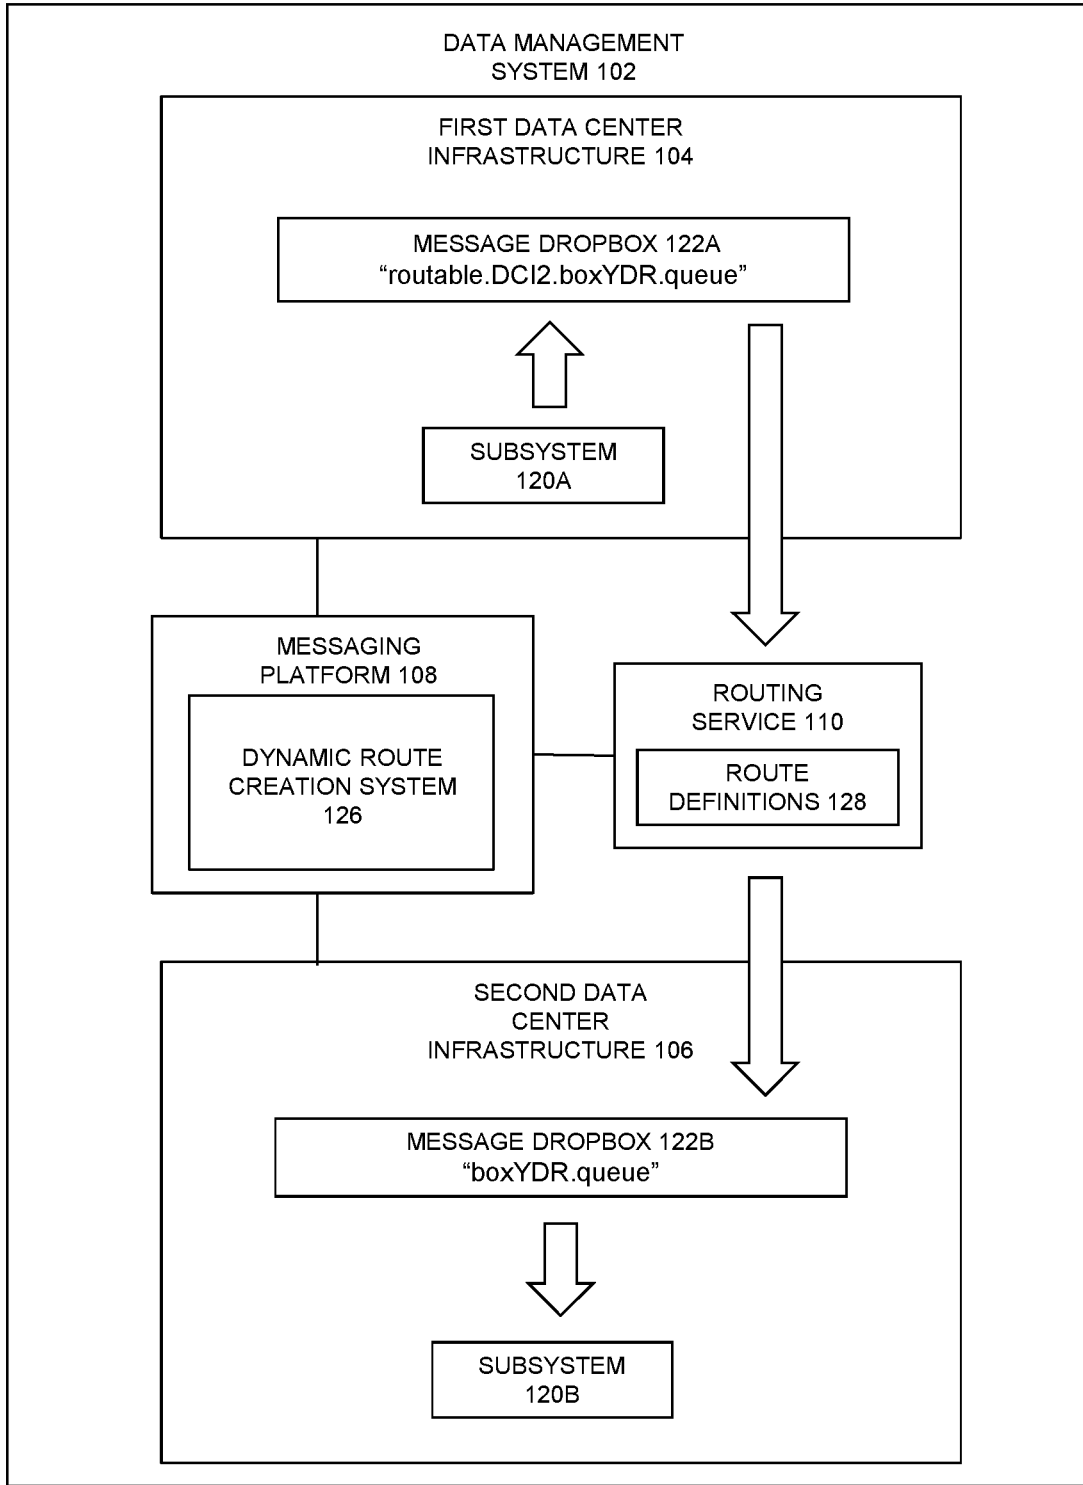 DATA MANAGEMENT
SYSTEM 102
FIRST DATA CENTER
INFRASTRUCTURE 104
MESSAGE DROPBOX 122A
“routable.DCI2.boxYDR.queue”
SUBSYSTEM
120A
MESSAGING
PLATFORM 108
DYNAMIC ROUTE
CREATION SYSTEM
126
ROUTING
SERVICE 110
ROUTE
DEFINITIONS 128
SECOND DATA
CENTER
INFRASTRUCTURE 106
MESSAGE DROPBOX 122B
“boxYDR.queue”
SUBSYSTEM
120B